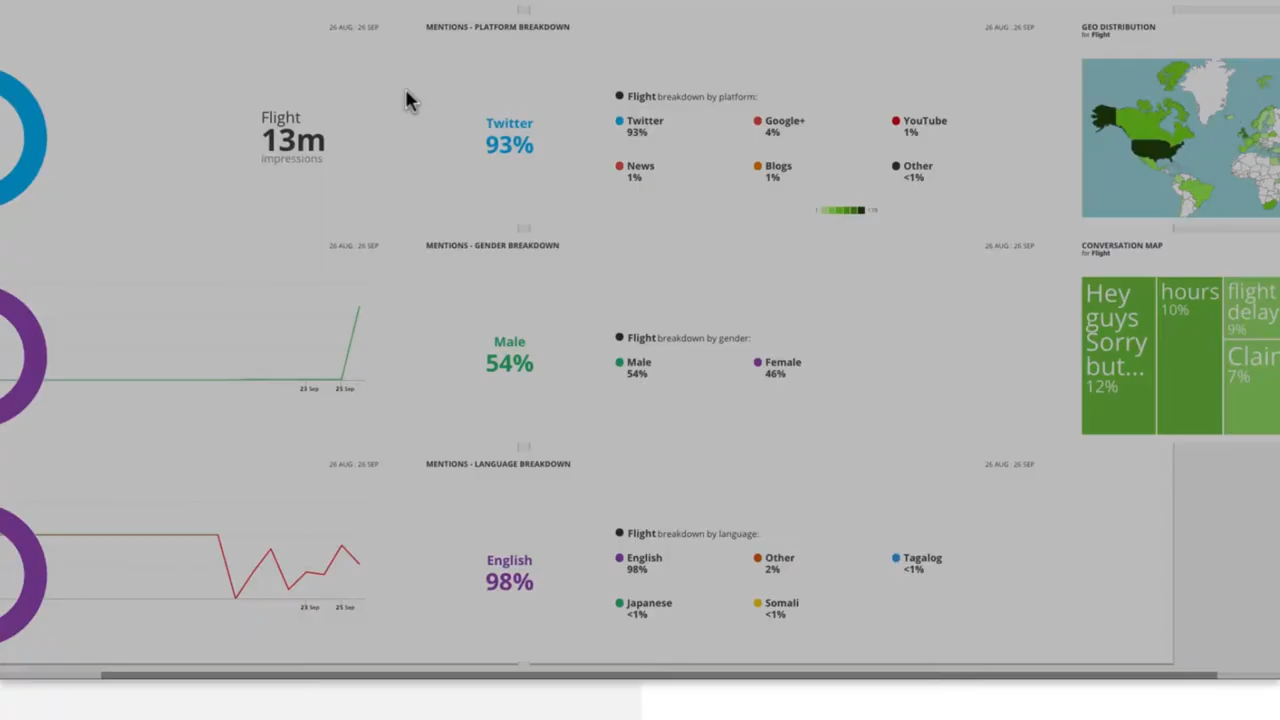 26 AUG : 26 SEP
MENTIONS - PLATFORM BREAKDOWN
26 AUG : 26 SEP
GEO DISTRIBUTION
for Flight
Flight
13m
impressions
Twitter
93%
Flight breakdown by platform:
Twitter
93%
Google+
4%
YouTube
1%
News
1%
Blogs
1%
Other
<1%
1
26 AUG : 26 SEP
MENTIONS - GENDER BREAKDOWN
26 AUG : 26 SEP
CONVERSATION MAP
for Flight
23 Sep
25 Sep
Male
54%
Flight breakdown by gender:
Male
54%
Female
46%
Hey
guys
Sorry
but...
12%
hours
10%
flight
delay
9%
Clair
7%
26 AUG : 26 SEP
MENTIONS - LANGUAGE BREAKDOWN
26 AUG : 26 SEP
23 Sep
25 Sep
English
98%
Flight breakdown by language:
English
98%
Other
2%
Tagalog
<1%
Japanese
<1%
Somali
<1%